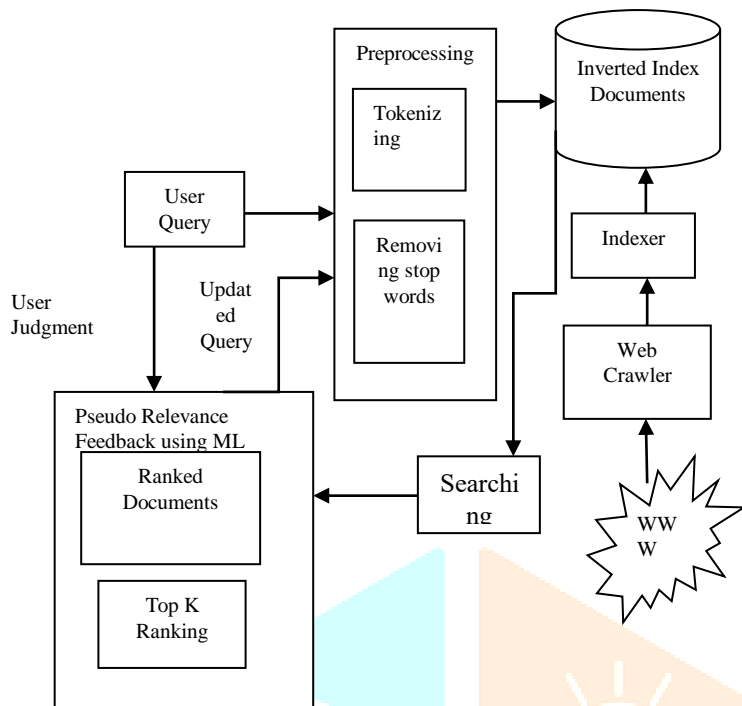 Preprocessing
Tokeniz
ing
Removi
ng stop
words
Inverted Index
Documents
User
Query
Indexer
User
Judgment
Updat
ed
Query
Web
Crawler
Pseudo Relevance
Feedback using ML
Ranked
Documents
Searchi
ng
WW
W
Top K
Ranking